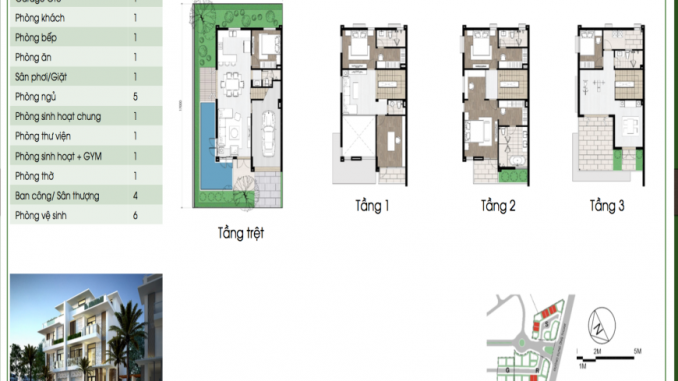 Garage Ôtô 1
Phòng khách 1
Phòng bếp 1
Phòng ăn 1
Sân phơi/Giặt 1
Phòng ngủ 5
Phòng sinh hoạt chung 1
Phòng thư viện 1
Phòng sinh hoạt + GYM 1
Phòng thờ 1
Ban công/ Sân thượng 4
Phòng vệ sinh 6
Tầng trệt
Tầng 1
Tầng 2
Tầng 3
N
G
2M 5M
1M